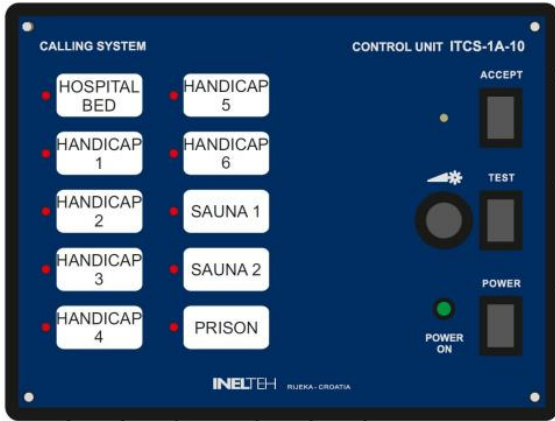 CALLING SYSTEM
CONTROL UNIT ITCS-1A-10
HOSPITAL
BED
HANDICAP
1
HANDICAP
2
HANDICAP
3
HANDICAP
4
HANDICAP
5
HANDICAP
6
SAUNA 1
SAUNA 2
PRISON
ACCEPT
TEST
POWER
POWER
ON
INELTEH RIJEKA-CROATIA